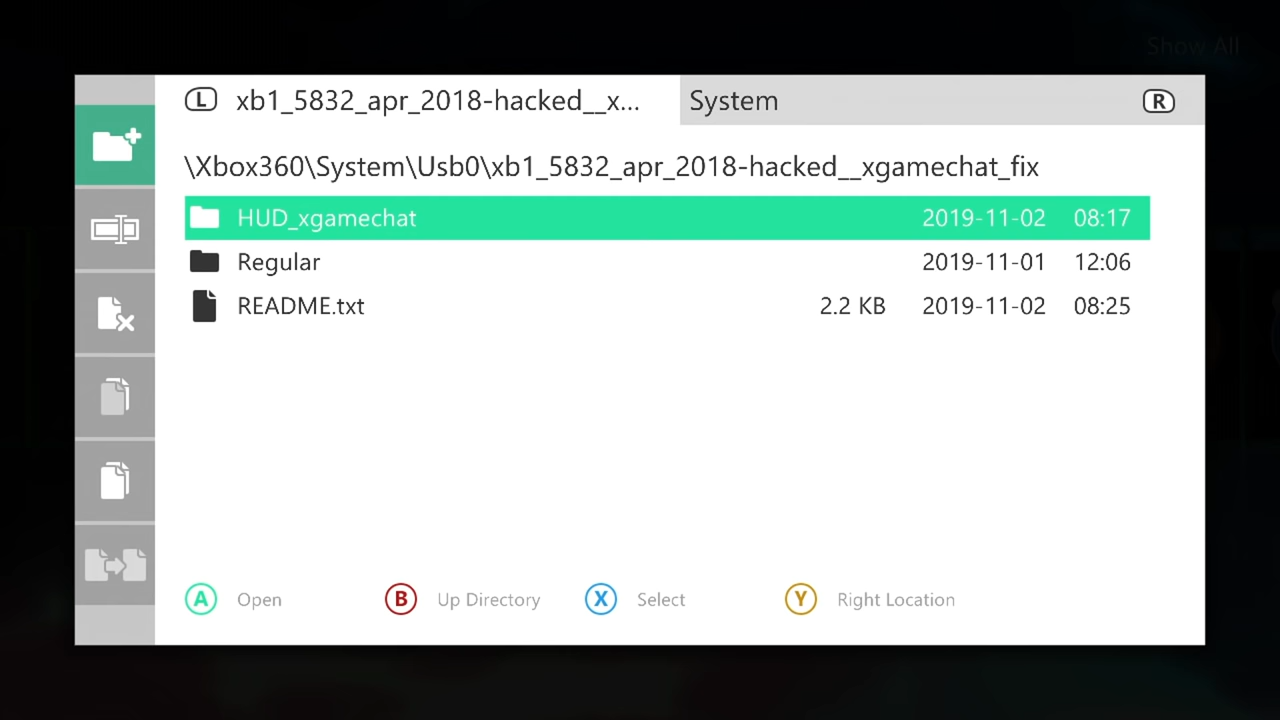 Show All
L xb1_5832_apr_2018-hacked__x... System R
\Xbox360\System\Usb0\xb1_5832_apr_2018-hacked__xgamechat_fix
HUD_xgamechat 2019-11-02 08:17
Regular 2019-11-01 12:06
README.txt 2.2 KB 2019-11-02 08:25
A Open B Up Directory X Select Y Right Location